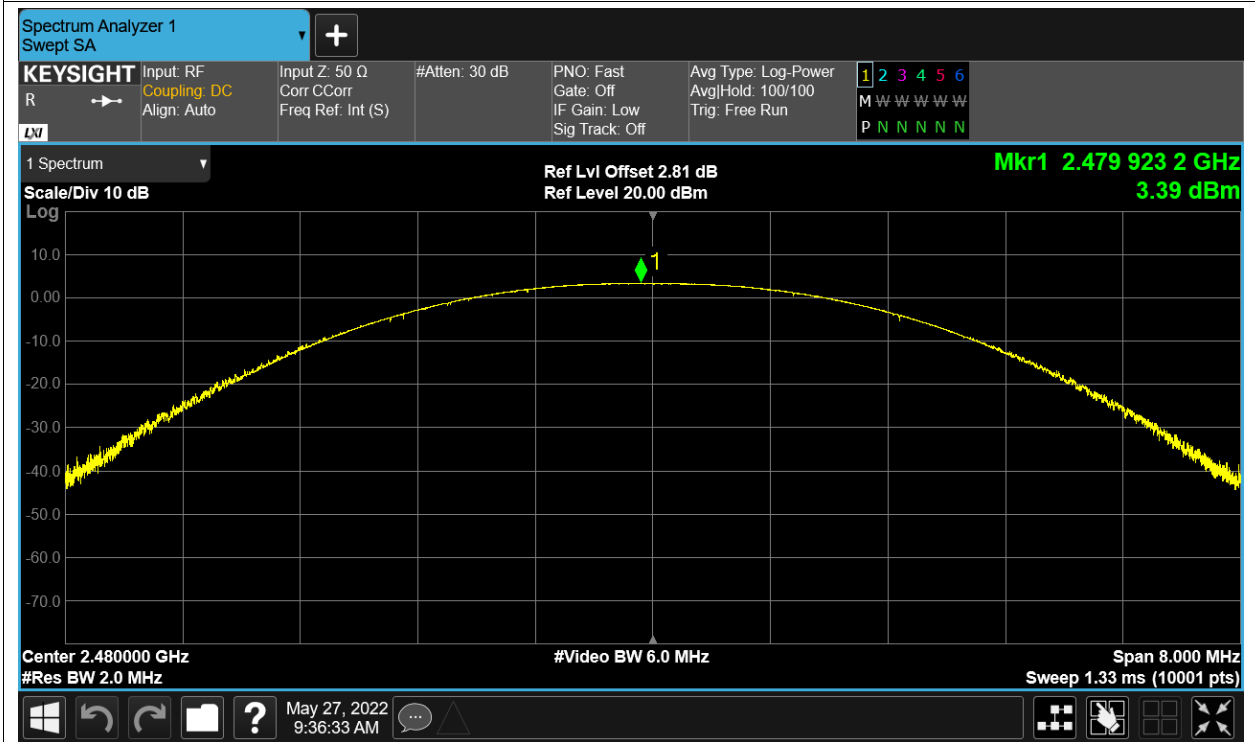 Spectrum Analyzer 1
Swept SA
KEYSIGHT
R
LXI
Input: RF
Coupling: DC
Align: Auto
Input Z: 50 Ω
Corr CCorr
Freq Ref: Int (S)
#Atten: 30 dB
PNO: Fast
Gate: Off
IF Gain: Low
Sig Track: Off
Avg Type: Log-Power
Avg|Hold: 100/100
Trig: Free Run
1 2 3 4 5 6
M W W W W W
P N N N N N
1 Spectrum
Scale/Div 10 dB
Log
Ref Lvl Offset 2.81 dB
Ref Level 20.00 dBm
Mkr1 2.479 923 2 GHz
3.39 dBm
1
10.0
0.00
-10.0
-20.0
-30.0
-40.0
-50.0
-60.0
-70.0
Center 2.480000 GHz
#Video BW 6.0 MHz
Span 8.000 MHz
#Res BW 2.0 MHz
Sweep 1.33 ms (10001 pts)
?
May 27, 2022
9:36:33 AM